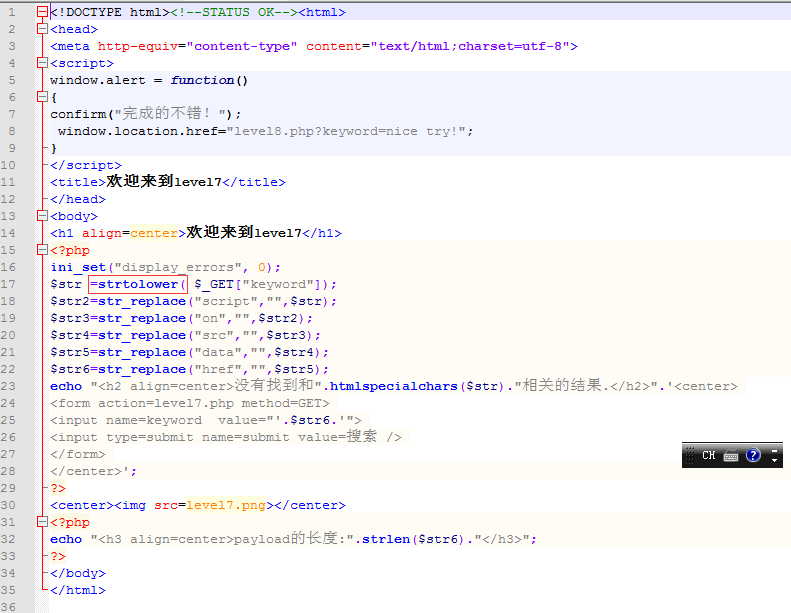 1 <!DOCTYPE html><!--STATUS OK--><html>
2 <head>
3 <meta http-equiv="content-type" content="text/html;charset=utf-8">
4 <script>
5 window.alert = function()
6 {
7 confirm("完成的不错！");
8  window.location.href="level8.php?keyword=nice try!";
9 }
10 </script>
11 <title>欢迎来到level7</title>
12 </head>
13 <body>
14 <h1 align=center>欢迎来到level7</h1>
15 <?php
16 ini_set("display_errors", 0);
17 $str =strtolower( $_GET["keyword"]);
18 $str2=str_replace("script","",$str);
19 $str3=str_replace("on","",$str2);
20 $str4=str_replace("src","",$str3);
21 $str5=str_replace("data","",$str4);
22 $str6=str_replace("href","",$str5);
23 echo "<h2 align=center>没有找到和".htmlspecialchars($str)."相关的结果.</h2>".'<center>
24 <form action=level7.php method=GET>
25 <input name=keyword  value="'.$str6.'">
26 <input type=submit name=submit value=搜索 />
27 </form>
28 </center>';
29 ?>
30 <center><img src=level7.png></center>
31 <?php
32 echo "<h3 align=center>payload的长度:".strlen($str6)."</h3>";
33 ?>
34 </body>
35 </html>
36
CH ?